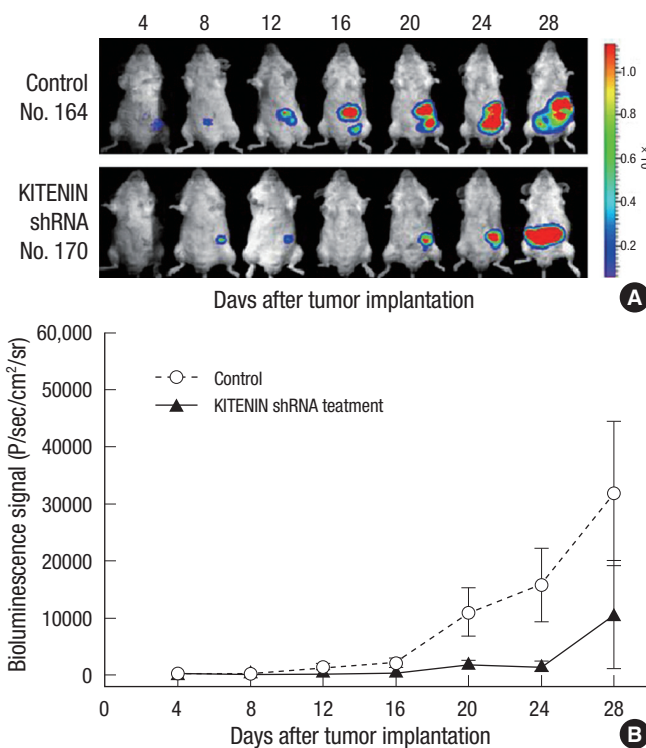 4 8 12 16 20 24 28
Control
No. 164
KITENIN
shRNA
No. 170
1.0
0.8
0.6
0.4
0.2
Davs after tumor implantation
A
60,000
50000
40000
30000
20000
10000
0
Bioluminescence signal (P/sec/cm²/sr)
Control
KITENIN shRNA teatment
0 4 8 12 16 20 24 28
Days after tumor implantation
B